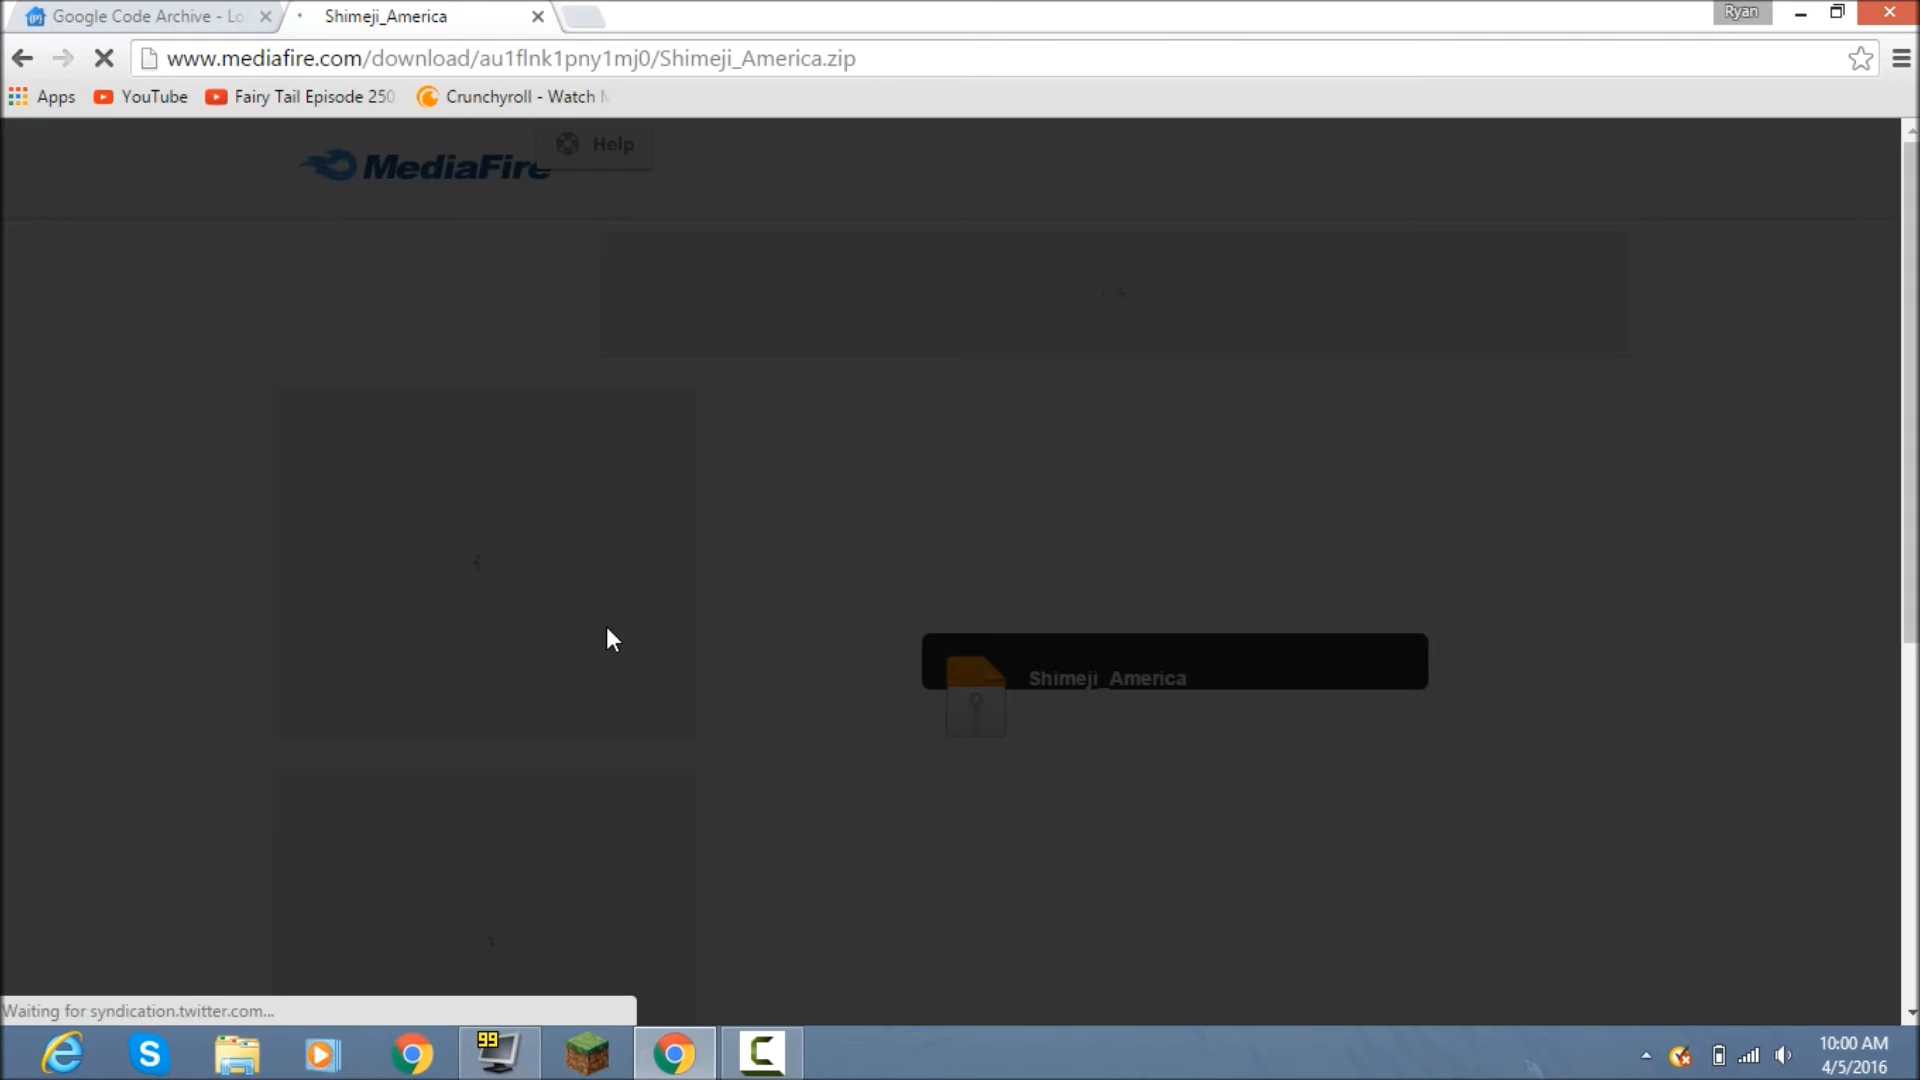 Google Code Archive - Lo
Shimeji_America
Ryan
www.mediafire.com/download/au1flnk1pny1mj0/Shimeji_America.zip
Apps
YouTube
Fairy Tail Episode 250
Crunchyroll - Watch
MediaFire
Help
Shimeji_America
Waiting for syndication.twitter.com...
99
10:00 AM
4/5/2016